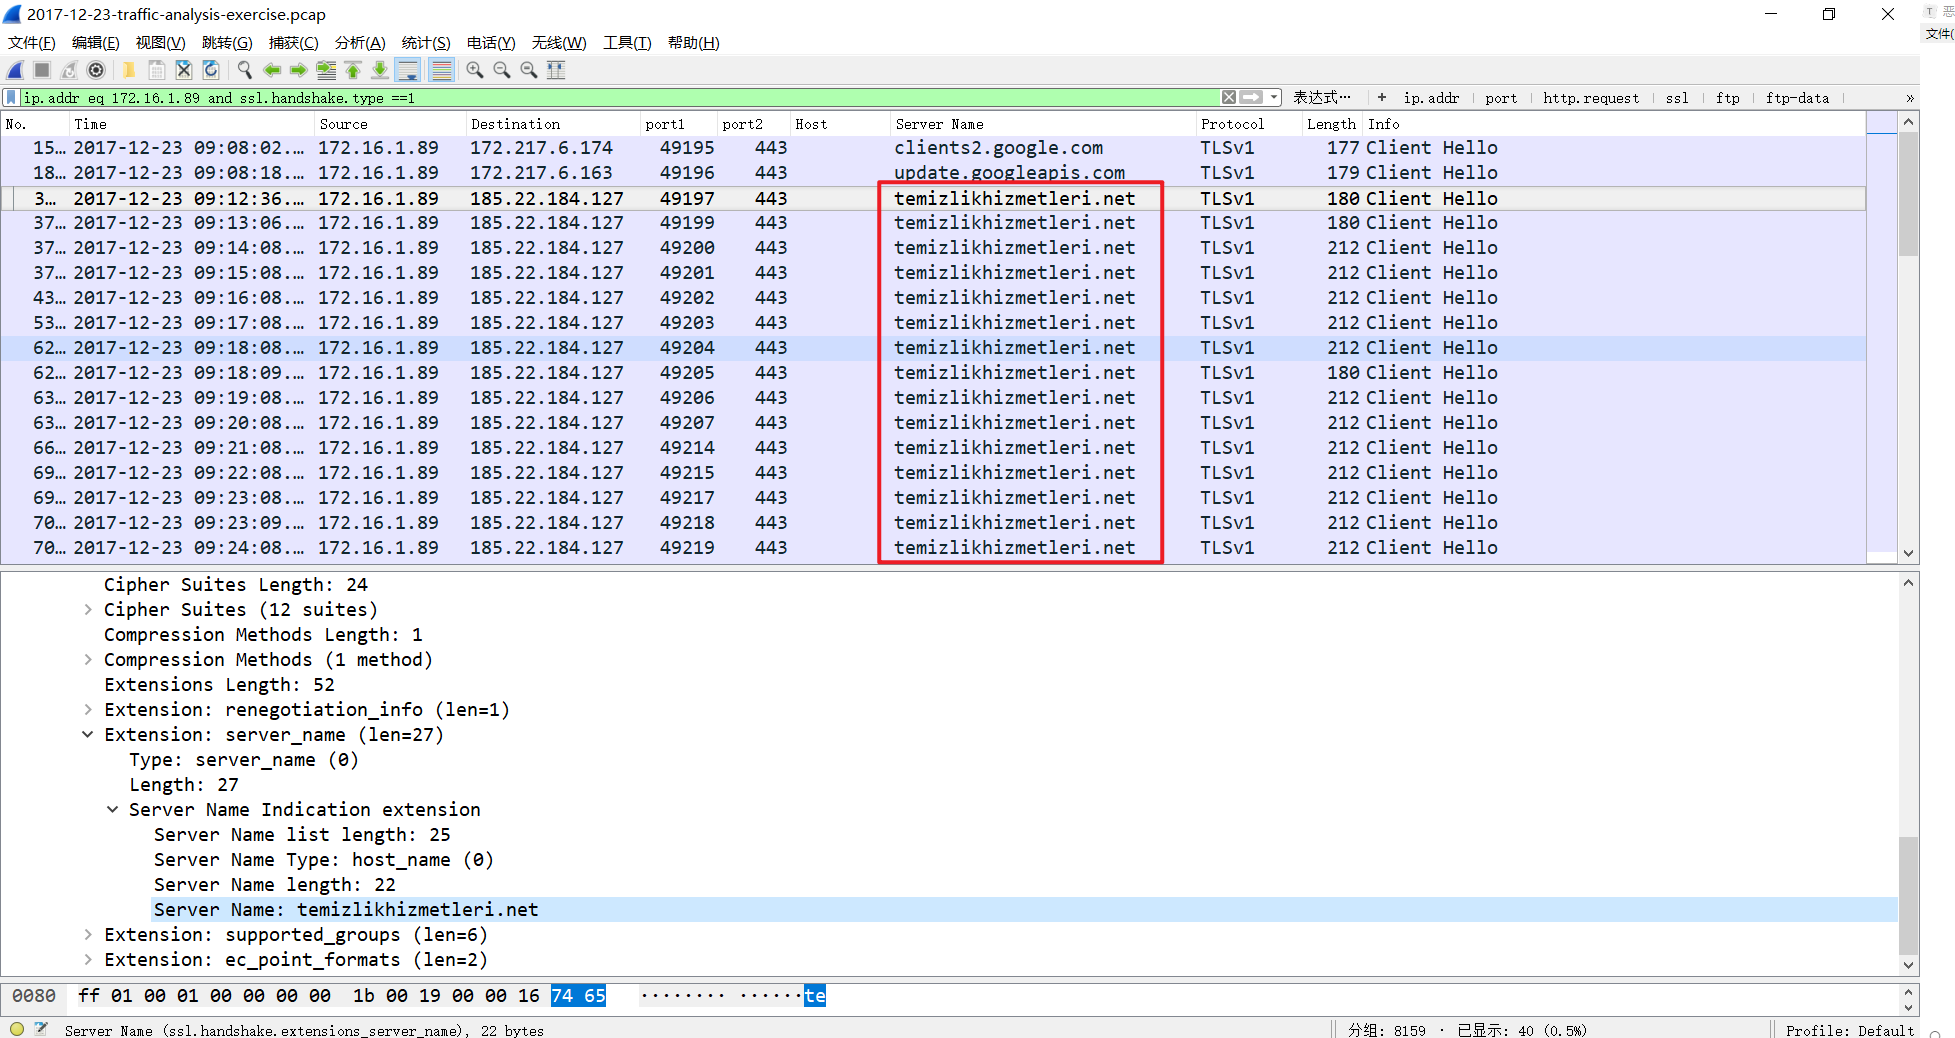 2017-12-23-traffic-analysis-exercise.pcap
文件(F) 编辑(E) 视图(V) 跳转(G) 捕获(C) 分析(A) 统计(S) 电话(Y) 无线(W) 工具(T) 帮助(H)
文件(
ip.addr eq 172.16.1.89 and ssl.handshake.type ==1 表达式… + ip.addr | port | http.request | ssl | ftp | ftp-data | »
No. Time Source Destination port1 port2 Host Server Name Protocol Length Info
15… 2017-12-23 09:08:02.… 172.16.1.89 172.217.6.174 49195 443 clients2.google.com TLSv1 177 Client Hello
18… 2017-12-23 09:08:18.… 172.16.1.89 172.217.6.163 49196 443 update.googleapis.com TLSv1 179 Client Hello
3… 2017-12-23 09:12:36.… 172.16.1.89 185.22.184.127 49197 443 temizlikhizmetleri.net TLSv1 180 Client Hello
37… 2017-12-23 09:13:06.… 172.16.1.89 185.22.184.127 49199 443 temizlikhizmetleri.net TLSv1 180 Client Hello
37… 2017-12-23 09:14:08.… 172.16.1.89 185.22.184.127 49200 443 temizlikhizmetleri.net TLSv1 212 Client Hello
37… 2017-12-23 09:15:08.… 172.16.1.89 185.22.184.127 49201 443 temizlikhizmetleri.net TLSv1 212 Client Hello
43… 2017-12-23 09:16:08.… 172.16.1.89 185.22.184.127 49202 443 temizlikhizmetleri.net TLSv1 212 Client Hello
53… 2017-12-23 09:17:08.… 172.16.1.89 185.22.184.127 49203 443 temizlikhizmetleri.net TLSv1 212 Client Hello
62… 2017-12-23 09:18:08.… 172.16.1.89 185.22.184.127 49204 443 temizlikhizmetleri.net TLSv1 212 Client Hello
62… 2017-12-23 09:18:09.… 172.16.1.89 185.22.184.127 49205 443 temizlikhizmetleri.net TLSv1 180 Client Hello
63… 2017-12-23 09:19:08.… 172.16.1.89 185.22.184.127 49206 443 temizlikhizmetleri.net TLSv1 212 Client Hello
63… 2017-12-23 09:20:08.… 172.16.1.89 185.22.184.127 49207 443 temizlikhizmetleri.net TLSv1 212 Client Hello
66… 2017-12-23 09:21:08.… 172.16.1.89 185.22.184.127 49214 443 temizlikhizmetleri.net TLSv1 212 Client Hello
69… 2017-12-23 09:22:08.… 172.16.1.89 185.22.184.127 49215 443 temizlikhizmetleri.net TLSv1 212 Client Hello
69… 2017-12-23 09:23:08.… 172.16.1.89 185.22.184.127 49217 443 temizlikhizmetleri.net TLSv1 212 Client Hello
70… 2017-12-23 09:23:09.… 172.16.1.89 185.22.184.127 49218 443 temizlikhizmetleri.net TLSv1 212 Client Hello
70… 2017-12-23 09:24:08.… 172.16.1.89 185.22.184.127 49219 443 temizlikhizmetleri.net TLSv1 212 Client Hello
Cipher Suites Length: 24
Cipher Suites (12 suites)
Compression Methods Length: 1
Compression Methods (1 method)
Extensions Length: 52
Extension: renegotiation_info (len=1)
Extension: server_name (len=27)
Type: server_name (0)
Length: 27
Server Name Indication extension
Server Name list length: 25
Server Name Type: host_name (0)
Server Name length: 22
Server Name: temizlikhizmetleri.net
Extension: supported_groups (len=6)
Extension: ec_point_formats (len=2)
0080 ff 01 00 01 00 00 00 00 1b 00 19 00 00 16 74 65 ········ ······te
Server Name (ssl.handshake.extensions_server_name), 22 bytes 分组: 8159 · 已显示: 40 (0.5%) Profile: Default